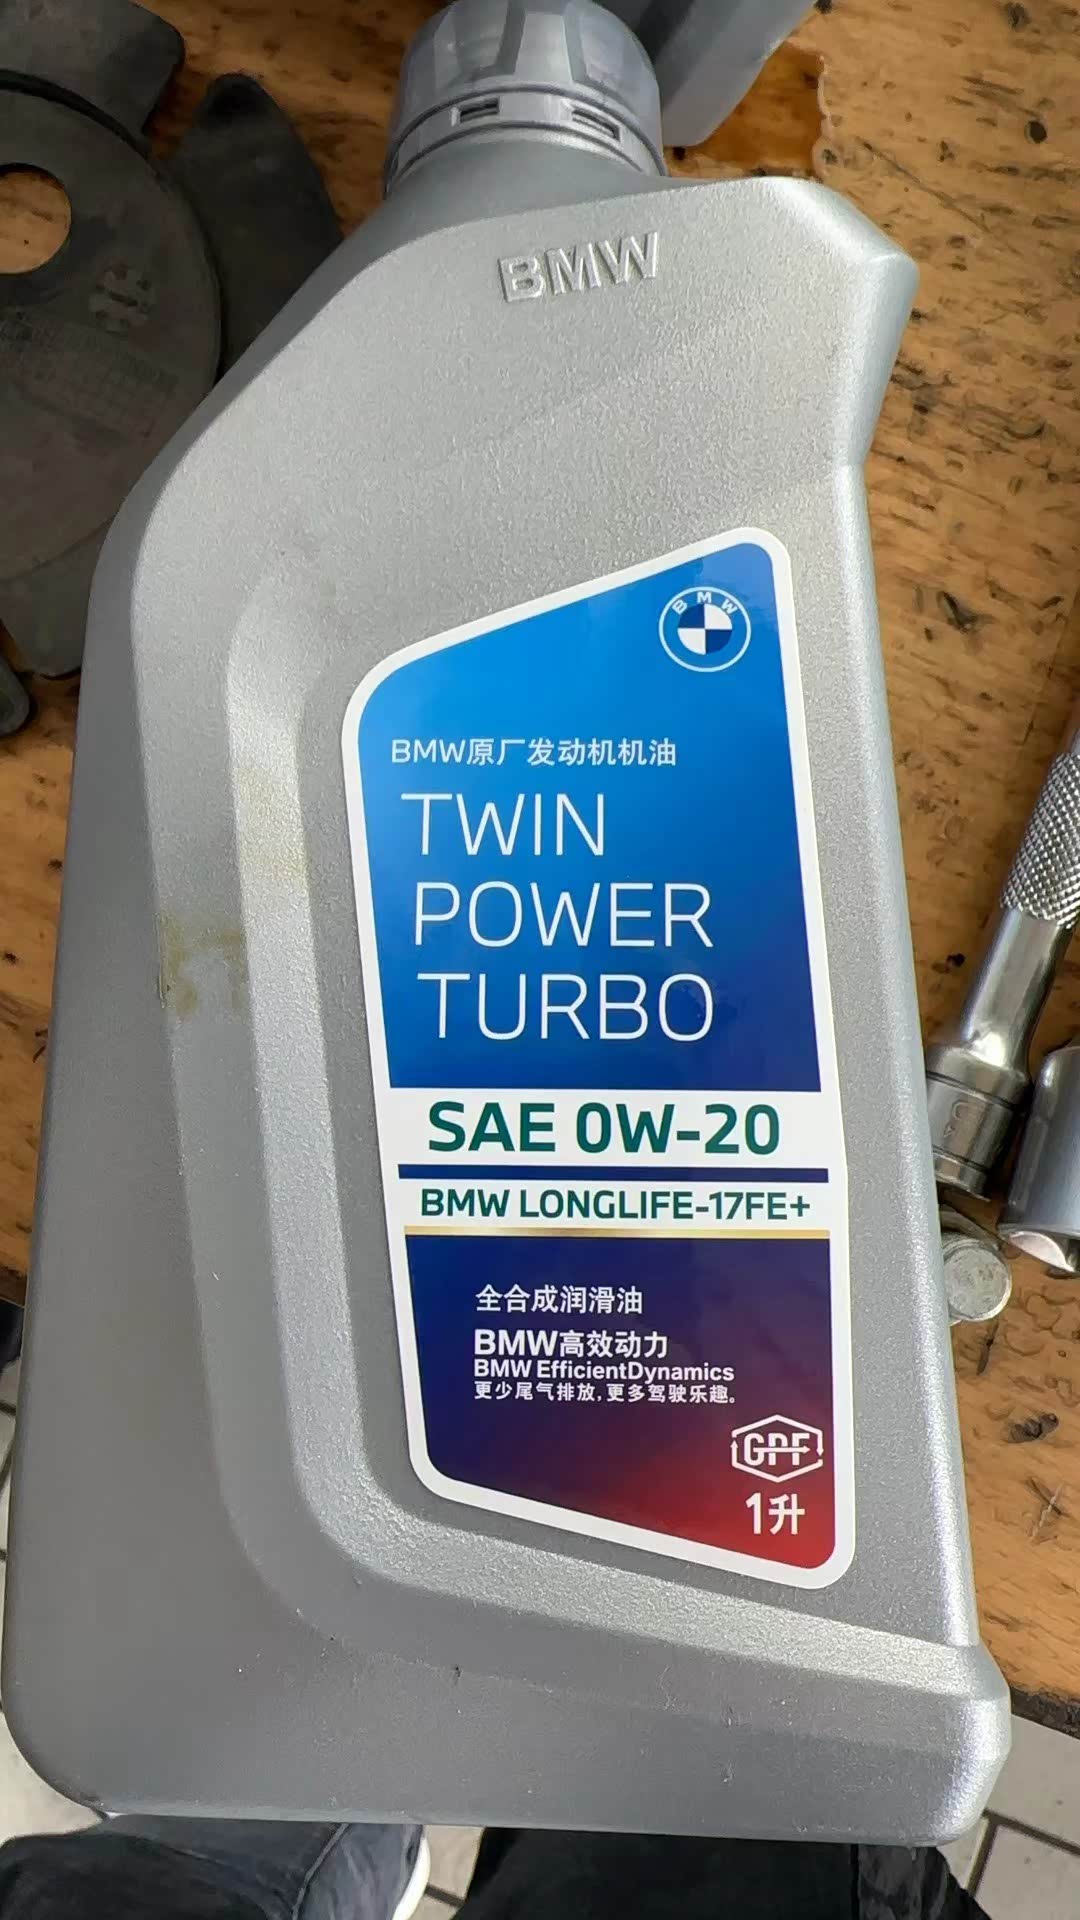 BMW
BMW
BMW原厂发动机机油
TWIN
POWER
TURBO
SAE 0W-20
BMW LONGLIFE-17FE+
全合成润滑油
BMW高效动力
BMW EfficientDynamics
更少尾气排放,更多驾驶乐趣。
GPF
1升